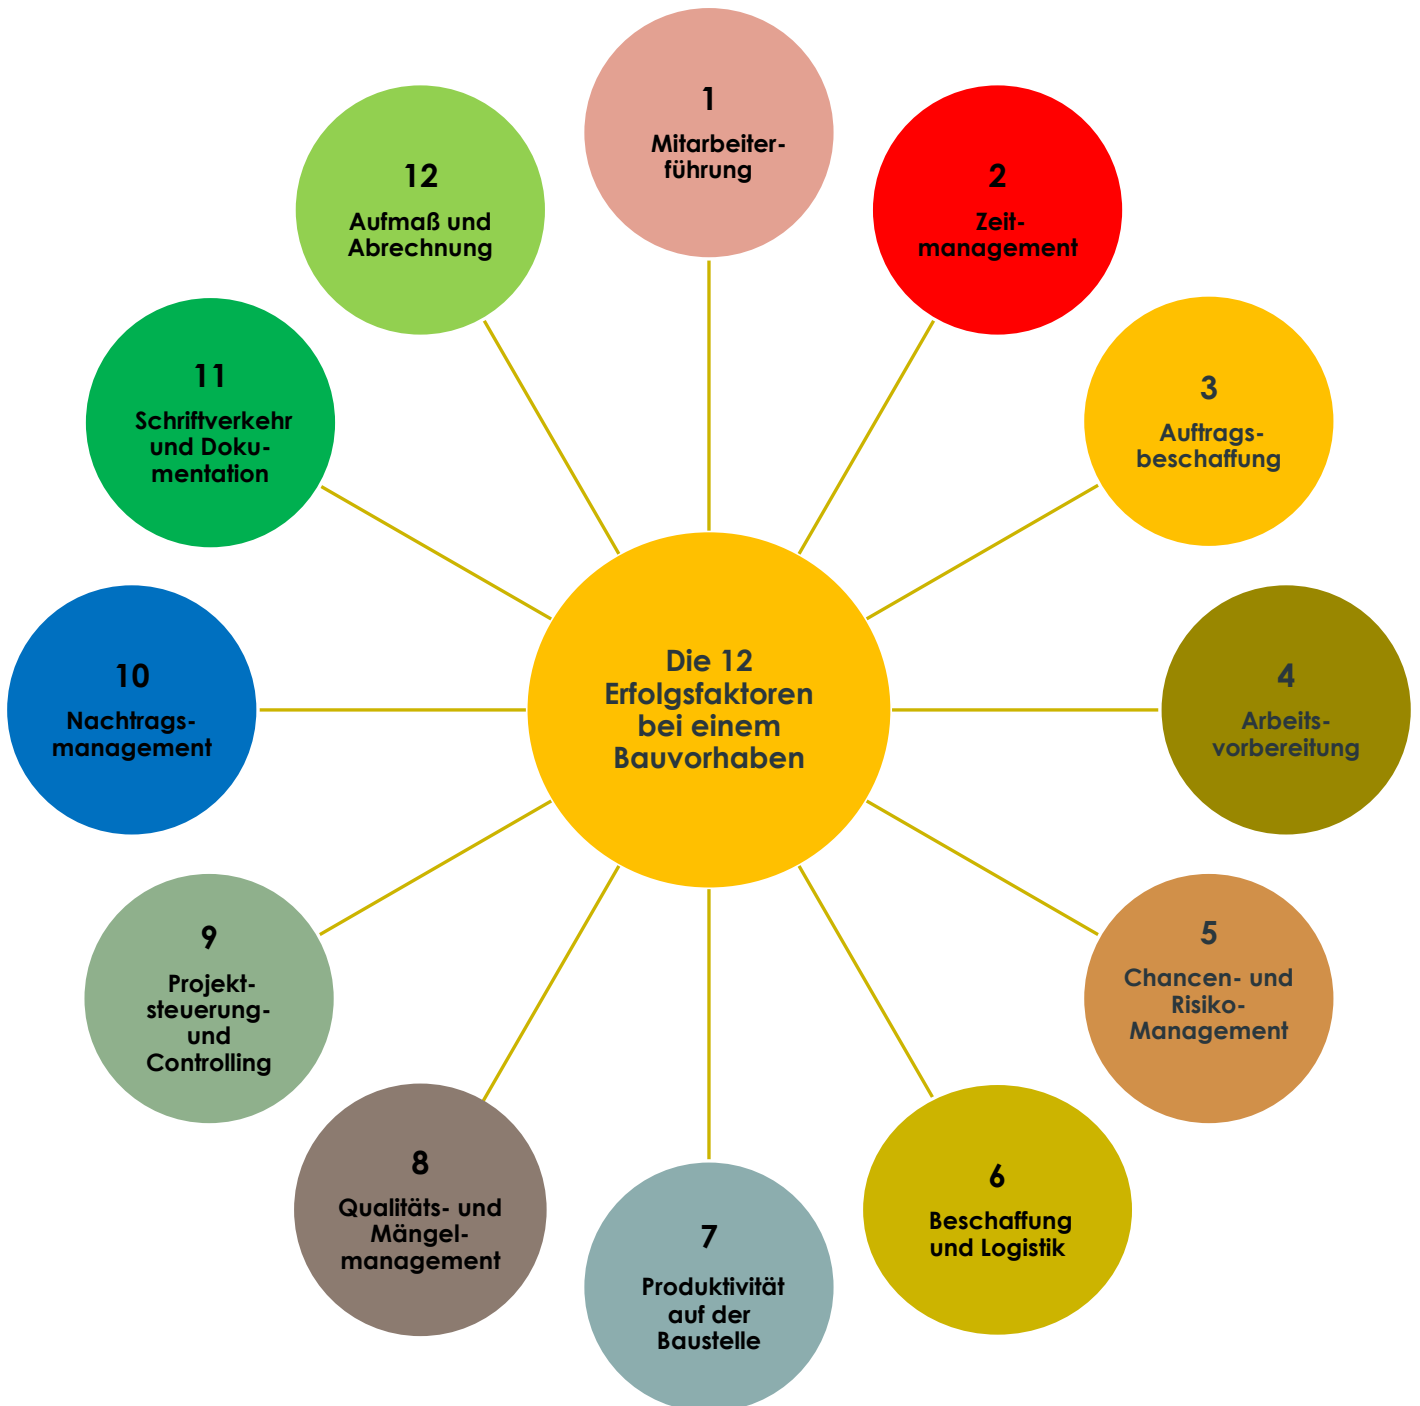 1
Mitarbeiter-
führung
2
Zeit-
management
3
Auftrags-
beschaffung
4
Arbeits-
vorbereitung
5
Chancen- und
Risiko-
Management
6
Beschaffung
und Logistik
7
Produktivität
auf der
Baustelle
8
Qualitäts- und
Mängel-
management
9
Projekt-
steuerung-
und
Controlling
10
Nachtrags-
management
11
Schriftverkehr
und Doku-
mentation
12
Aufmaß und
Abrechnung
Die 12
Erfolgsfaktoren
bei einem
Bauvorhaben